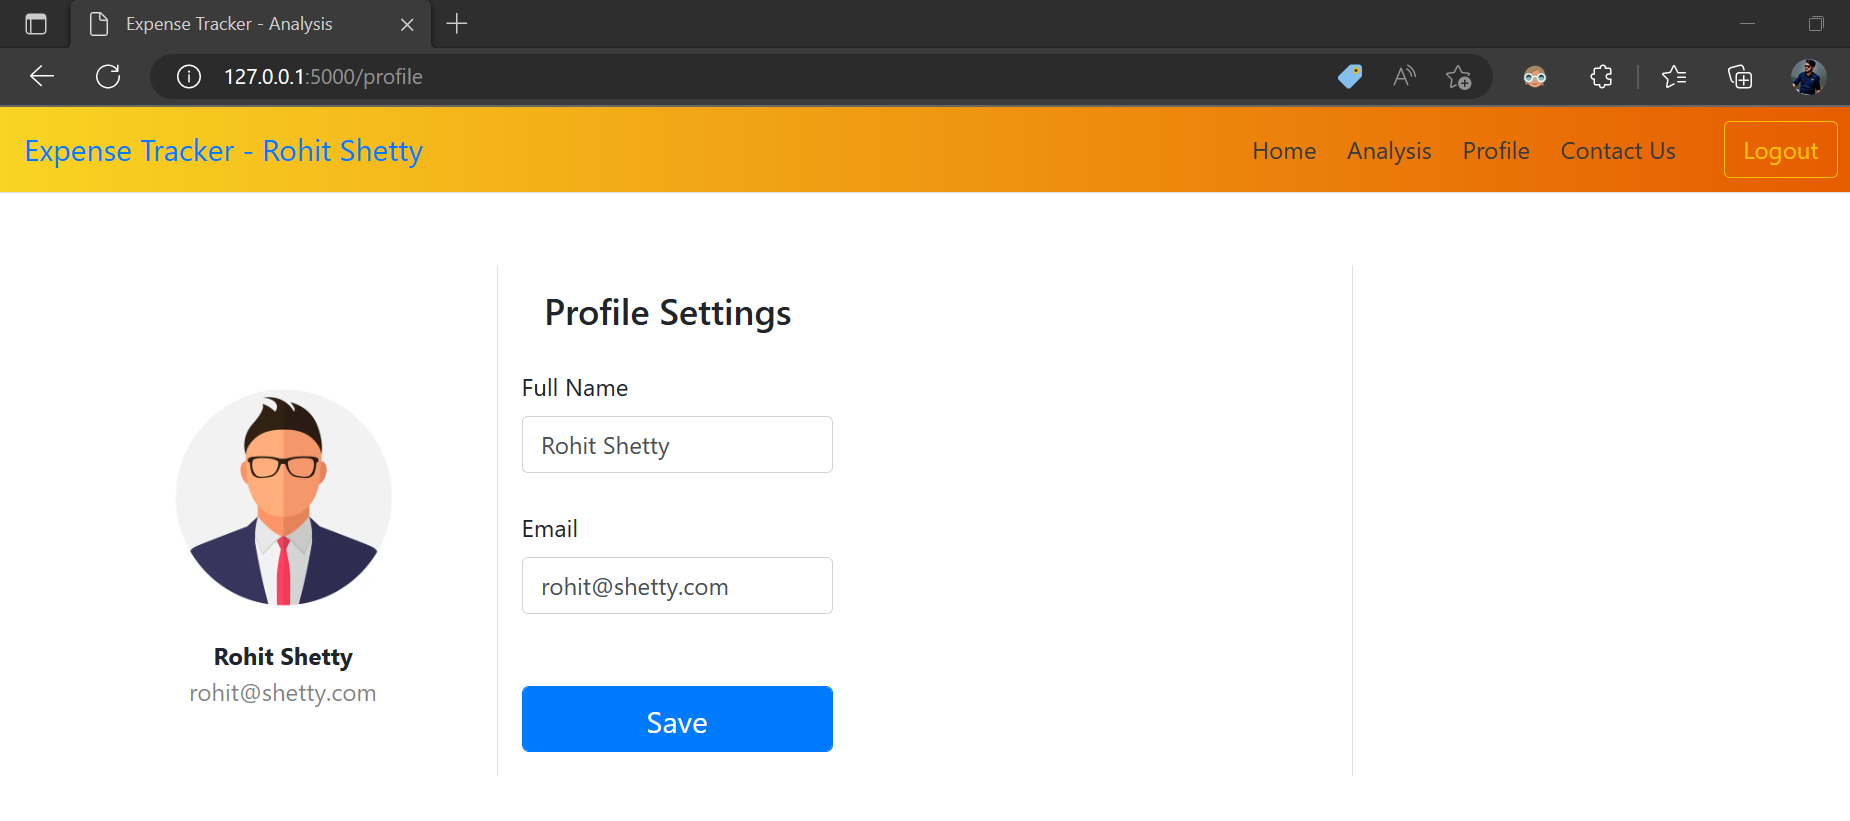 Expense Tracker - Analysis
127.0.0.1:5000/profile
Expense Tracker - Rohit Shetty Home Analysis Profile Contact Us Logout
Profile Settings
Full Name
Rohit Shetty
Email
rohit@shetty.com
Save
Rohit Shetty
rohit@shetty.com